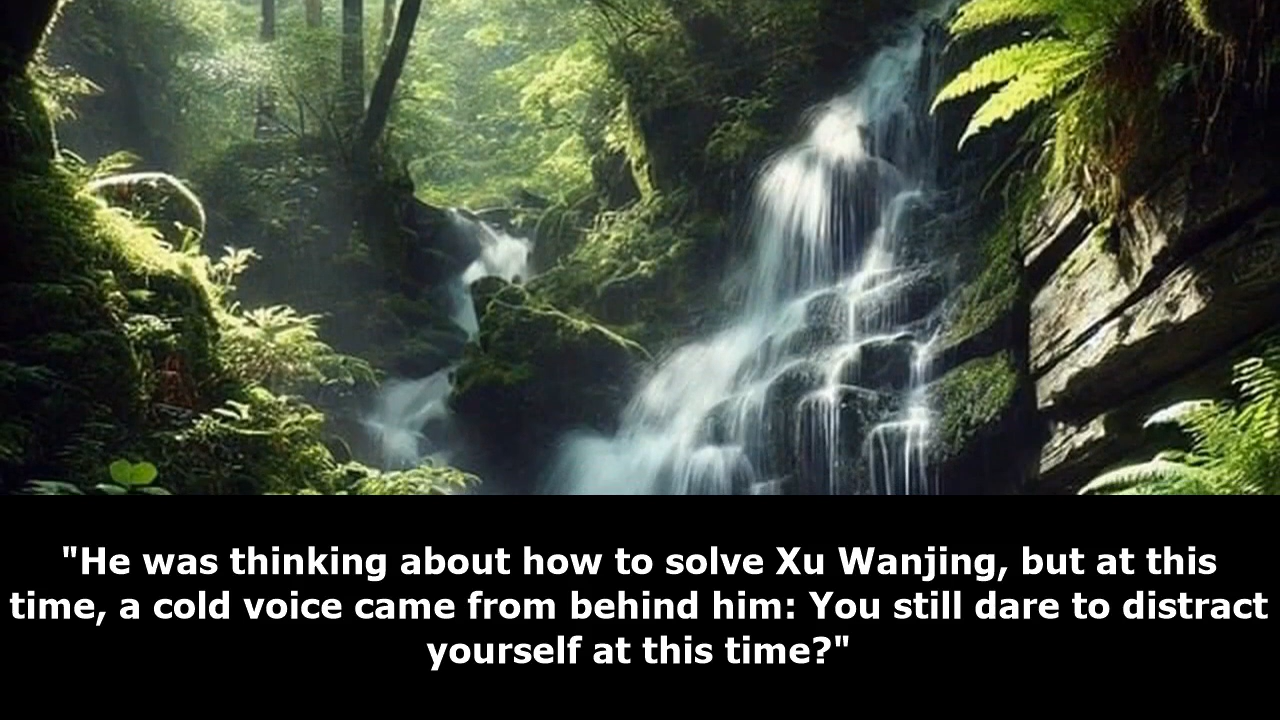 "He was thinking about how to solve Xu Wanjing, but at this
time, a cold voice came from behind him: You still dare to distract
yourself at this time?"